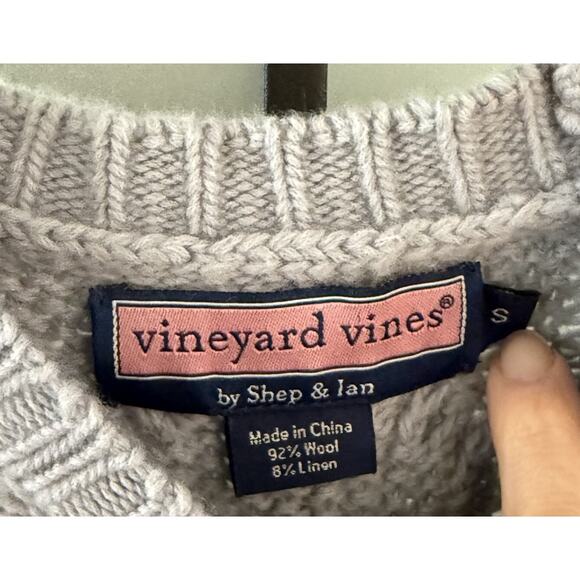 vineyard vines®
S
by Shep & Ian
Made in China
92% Wool
8% Linen